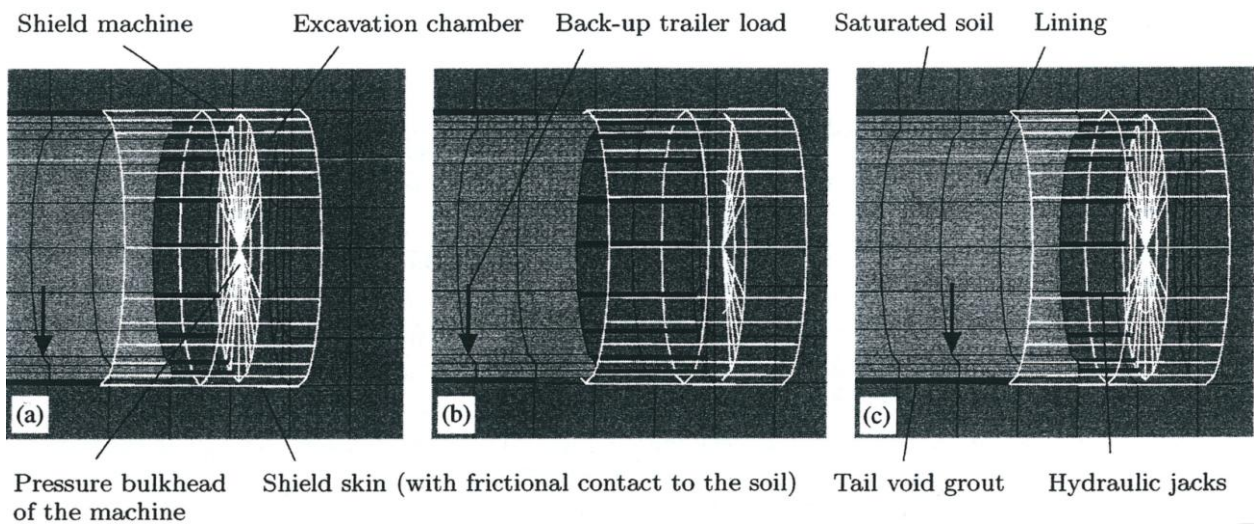 Shield machine
Excavation chamber
Back-up trailer load
Saturated soil
Lining
(a)
(b)
(c)
Pressure bulkhead
of the machine
Shield skin (with frictional contact to the soil)
Tail void grout
Hydraulic jacks